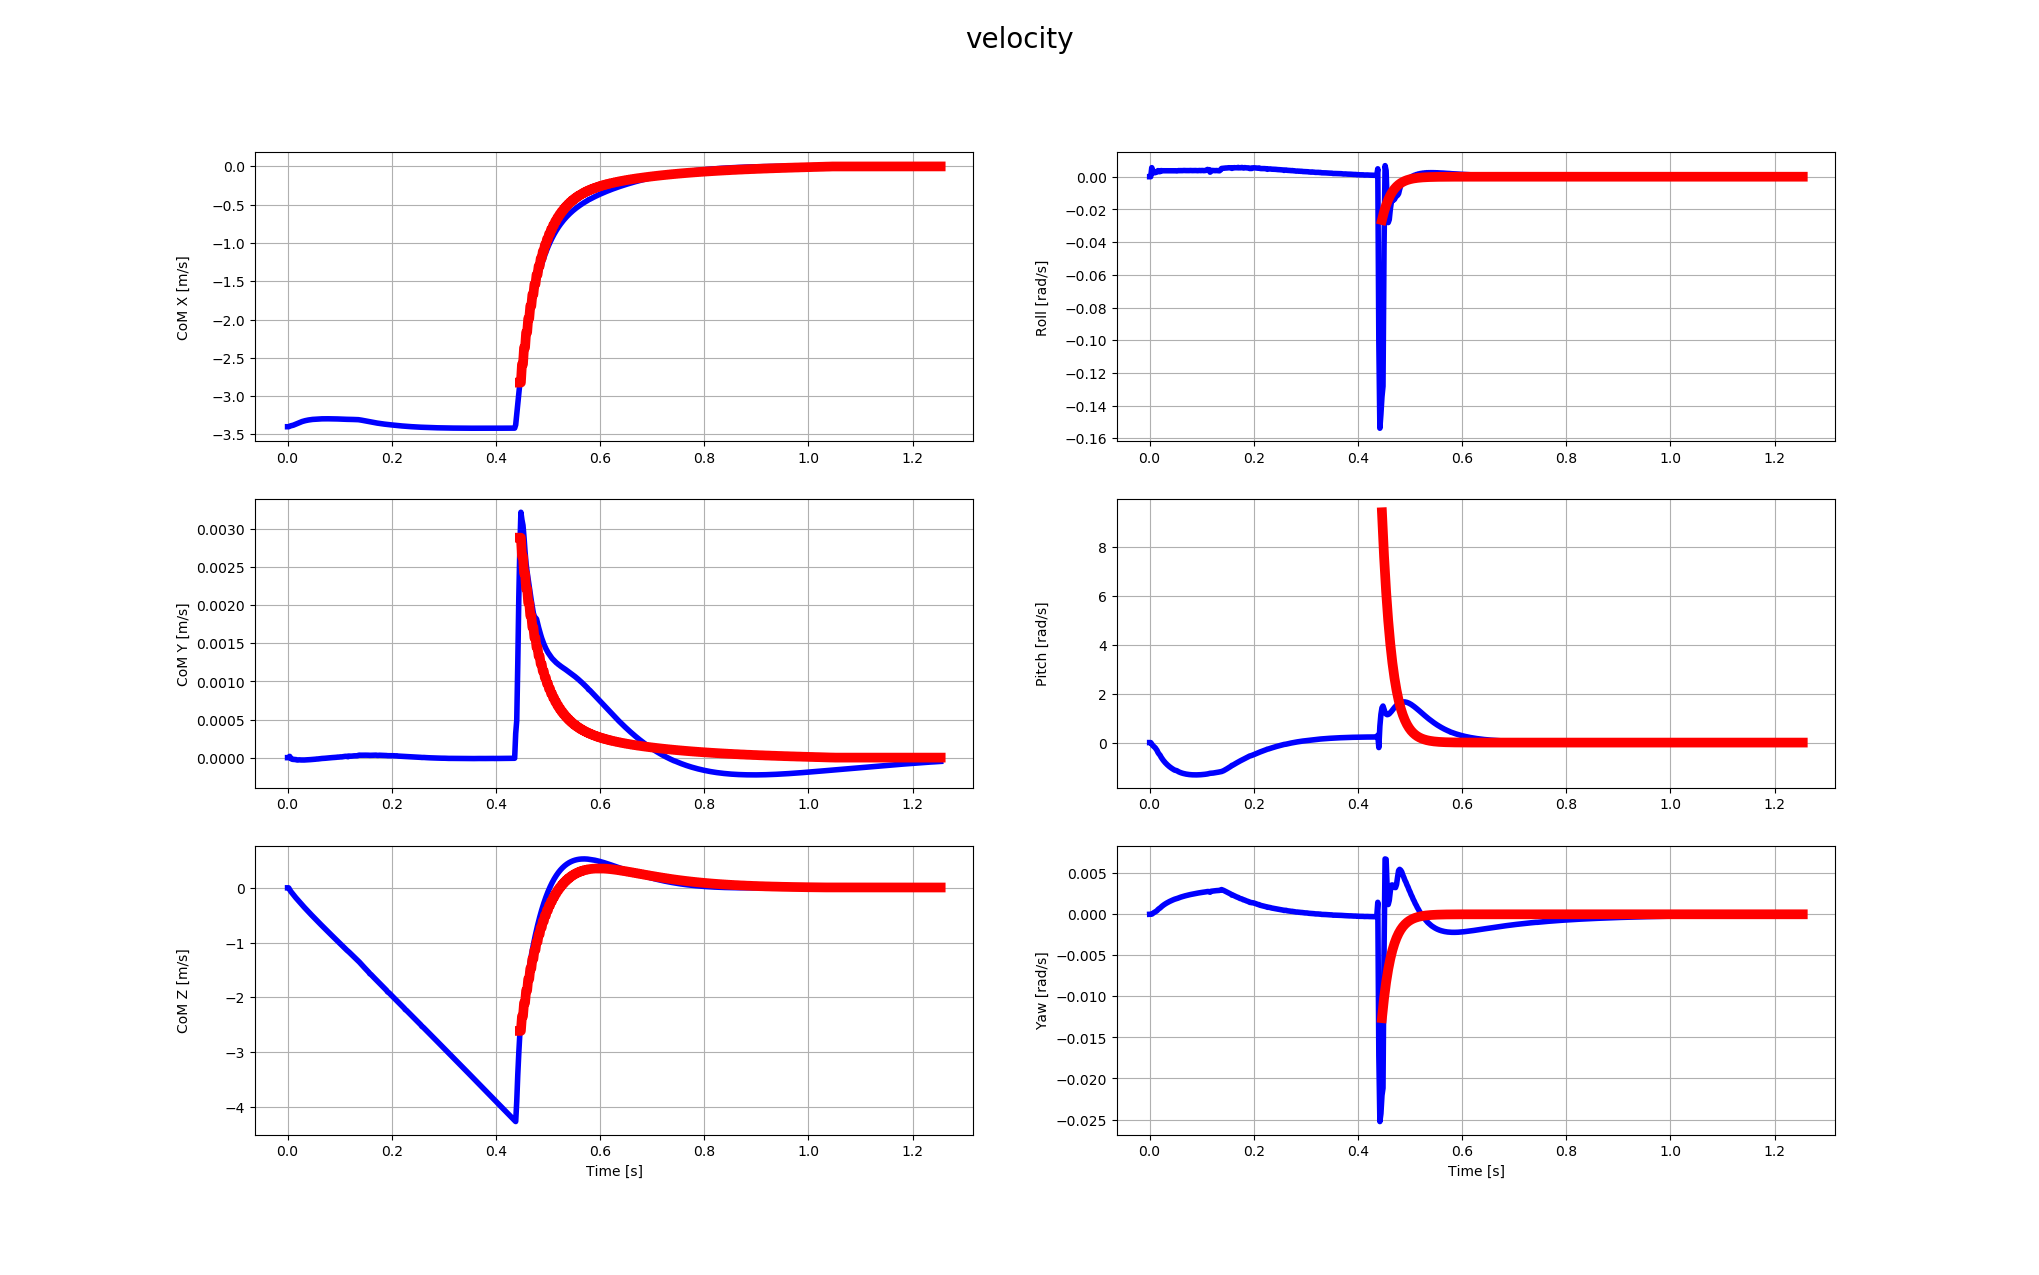 velocity
CoM X [m/s]
0.0
−0.5
−1.0
−1.5
−2.0
−2.5
−3.0
−3.5
0.0 0.2 0.4 0.6 0.8 1.0 1.2
Roll [rad/s]
0.00
−0.02
−0.04
−0.06
−0.08
−0.10
−0.12
−0.14
−0.16
0.0 0.2 0.4 0.6 0.8 1.0 1.2
CoM Y [m/s]
0.0030
0.0025
0.0020
0.0015
0.0010
0.0005
0.0000
0.0 0.2 0.4 0.6 0.8 1.0 1.2
Pitch [rad/s]
8
6
4
2
0
0.0 0.2 0.4 0.6 0.8 1.0 1.2
CoM Z [m/s]
0
−1
−2
−3
−4
0.0 0.2 0.4 0.6 0.8 1.0 1.2
Time [s]
Yaw [rad/s]
0.005
0.000
−0.005
−0.010
−0.015
−0.020
−0.025
0.0 0.2 0.4 0.6 0.8 1.0 1.2
Time [s]